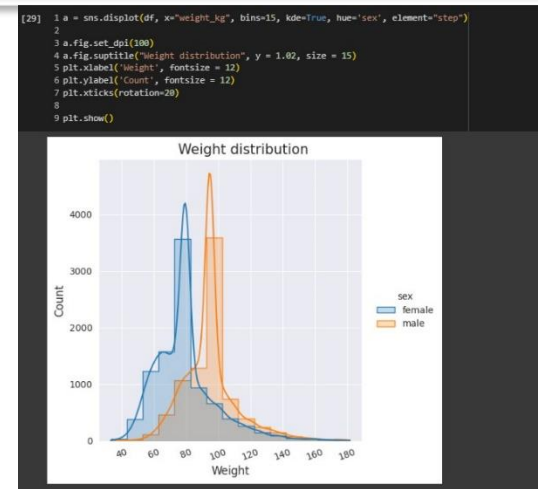 [29] 1 a = sns.displot(df, x="weight_kg", bins=15, kde=True, hue='sex', element="step")
2
3 a.fig.set_dpi(100)
4 a.fig.suptitle("Weight distribution", y = 1.02, size = 15)
5 plt.xlabel('Weight', fontsize = 12)
6 plt.ylabel('Count', fontsize = 12)
7 plt.xticks(rotation=20)
8
9 plt.show()
Weight distribution
4000
3000
2000
1000
0
Count
sex
female
male
40 60 80 100 120 140 160 180
Weight